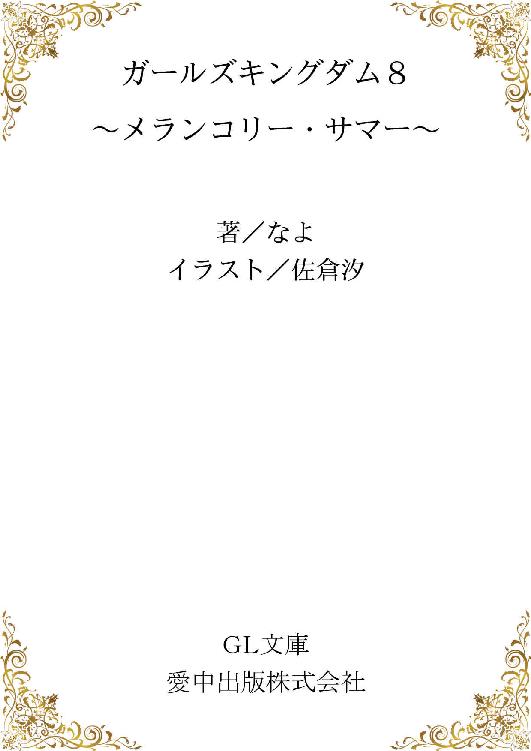 ガールズキングダム８
～メランコリー・サマー～
著／なよ
イラスト／佐倉汐
GL文庫
愛中出版株式会社